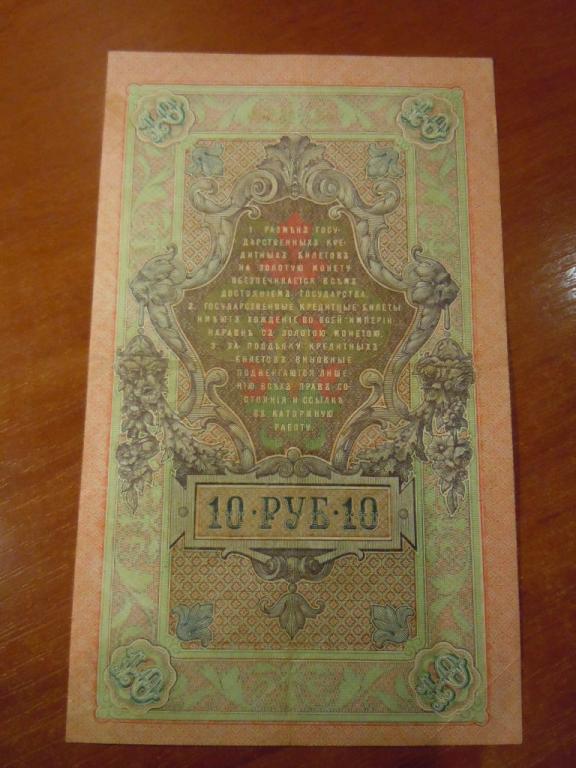 1. РАЗМѢНЪ ГОСУ-
ДАРСТВЕННЫХЪ КРЕ-
ДИТНЫХЪ БИЛЕТОВЪ
НА ЗОЛОТУЮ МОНЕТУ
ОБЕЗПЕЧИВАЕТСЯ ВСѢМЪ
ДОСТОЯНІЕМЪ ГОСУДАРСТВА.
2. ГОСУДАРСТВЕННЫЕ КРЕДИТНЫЕ БИЛЕТЫ
ИМѢЮТЪ ХОЖДЕНІЕ ВО ВСЕЙ ИМПЕРІИ
НАРАВНѢ СЪ ЗОЛОТОЮ МОНЕТОЮ.
3. ЗА ПОДДѢЛКУ КРЕДИТНЫХЪ
БИЛЕТОВЪ ВИНОВНЫЕ
ПОДВЕРГАЮТСЯ ЛИШЕ-
НІЮ ВСѢХЪ ПРАВЪ СО-
СТОЯНІЯ И ССЫЛКѢ
ВЪ КАТОРЖНУЮ
РАБОТУ.
10·РУБ·10